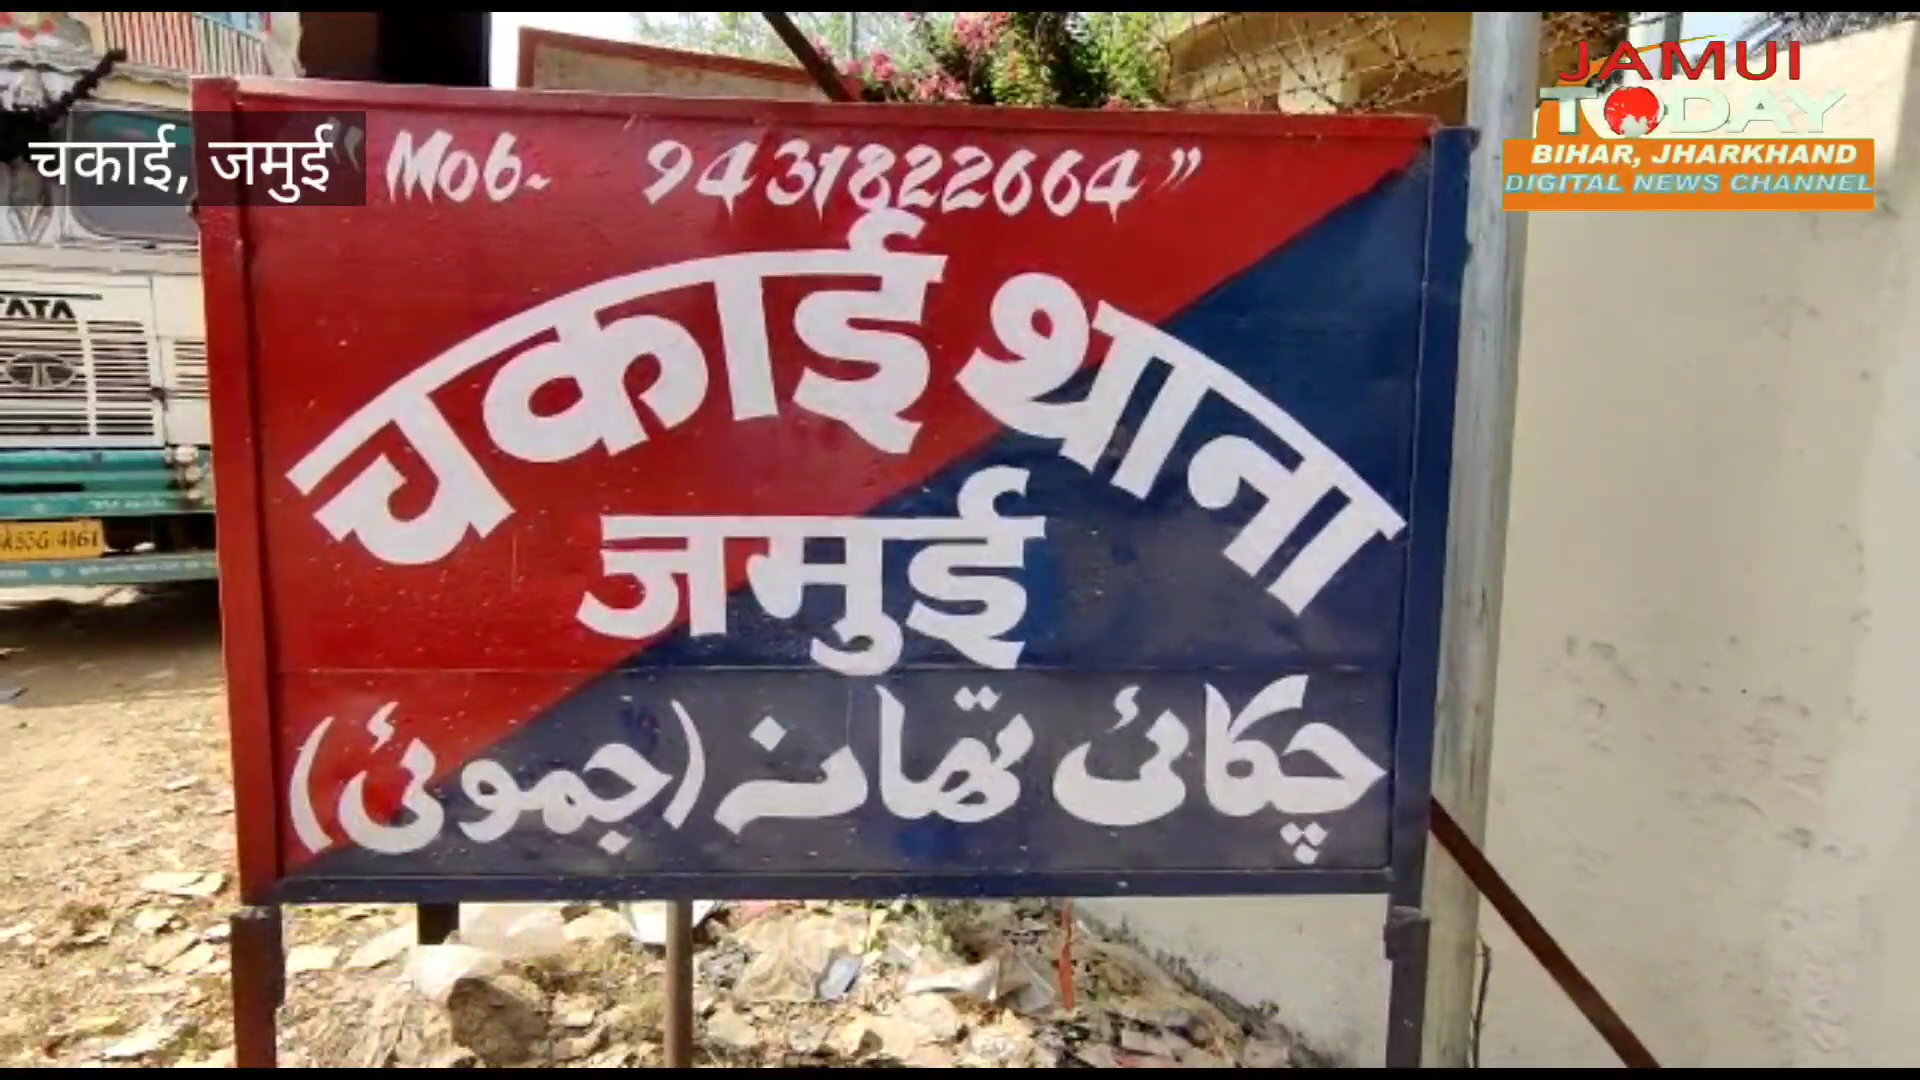 चकाई, जमुई
" Mob- 9431822664 "
चकाई थाना
जमुई
چکائی تھانہ (جموئی)
JAMUI
TODAY
BIHAR, JHARKHAND
DIGITAL NEWS CHANNEL
TATA